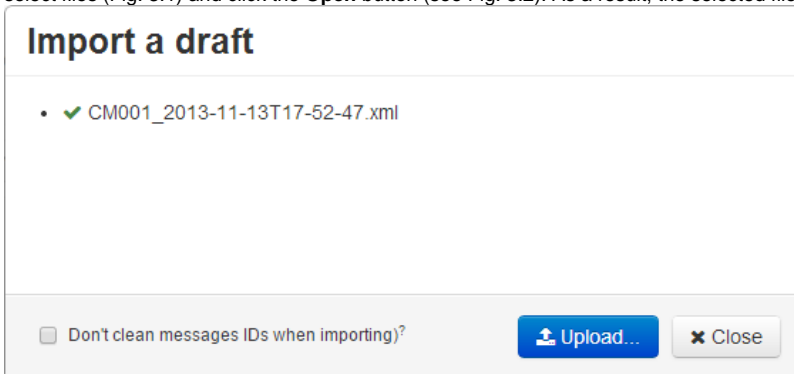 Import a draft
• ✔ CM001_2013-11-13T17-52-47.xml
Don't clean messages IDs when importing)?
Upload...
✖ Close